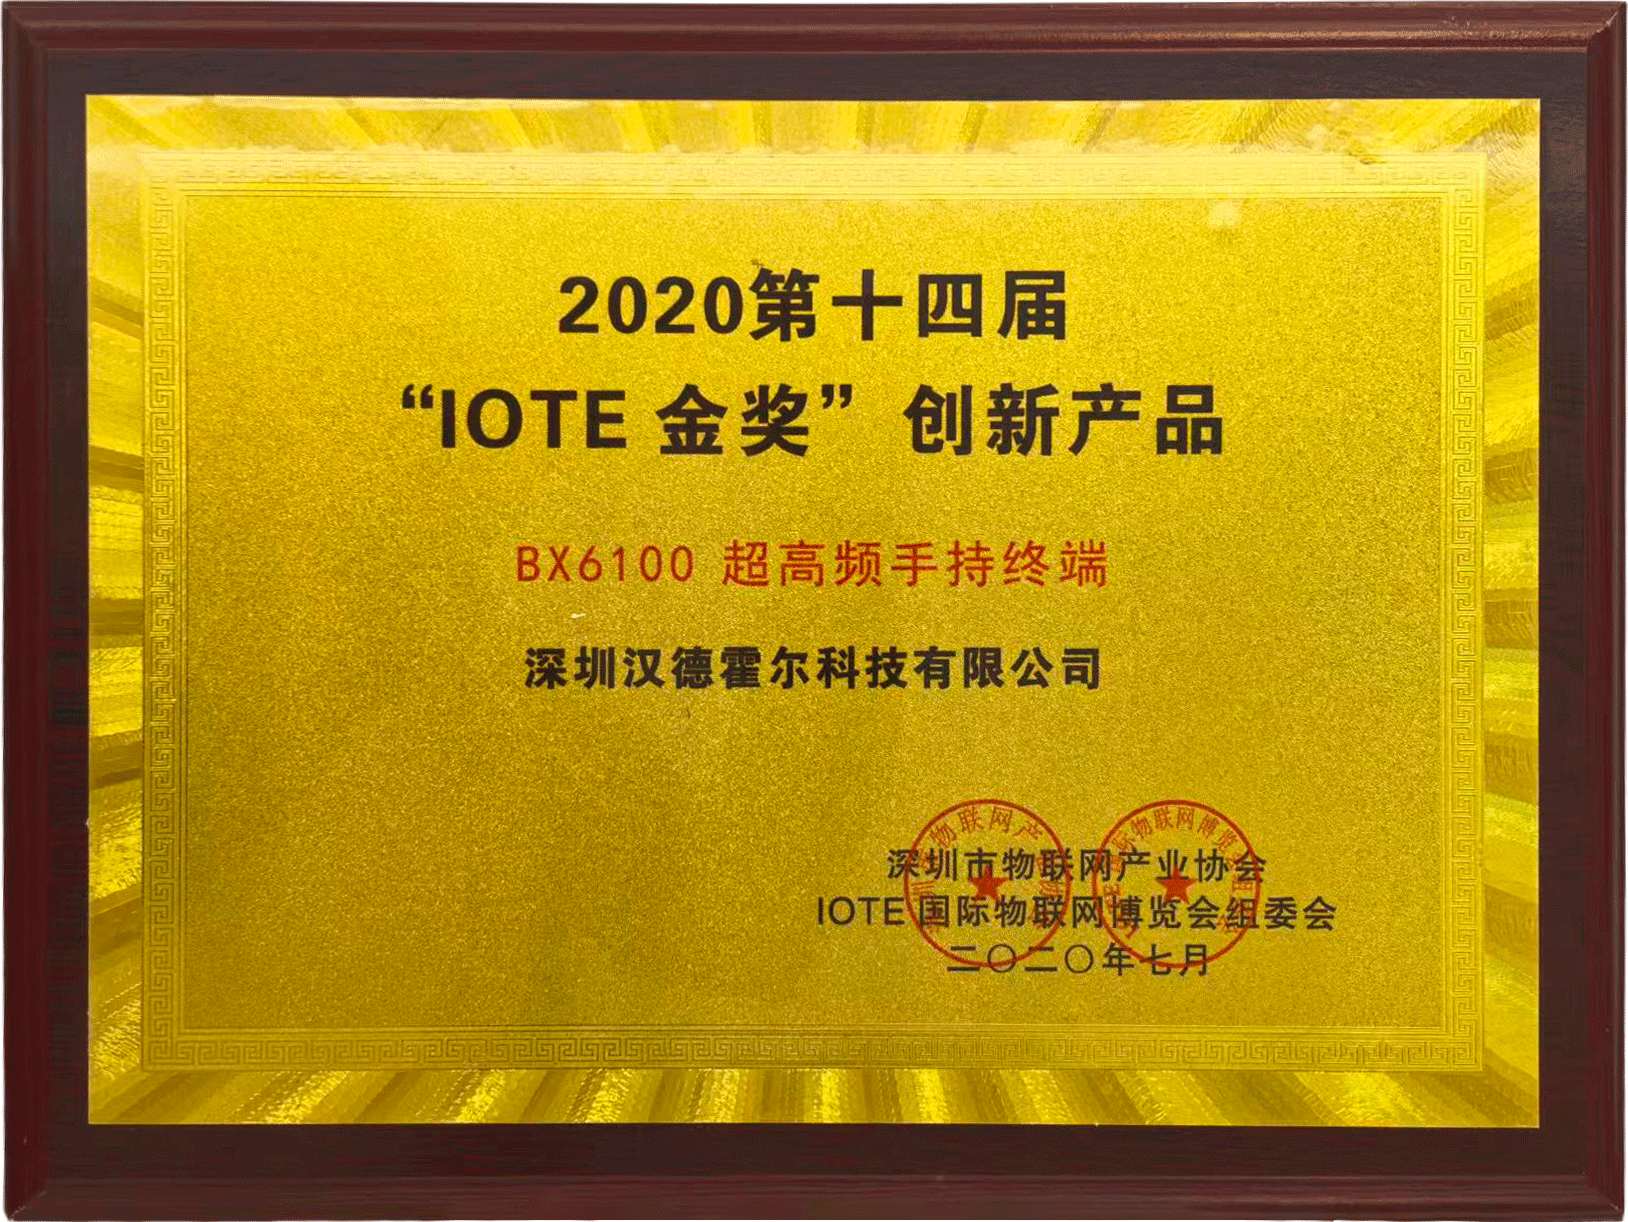 2020第十四届
“IOTE 金奖”创新产品
BX6100 超高频手持终端
深圳汉德霍尔科技有限公司
深圳市物联网产业协会
IOTE 国际物联网博览会组委会
二〇二〇年七月